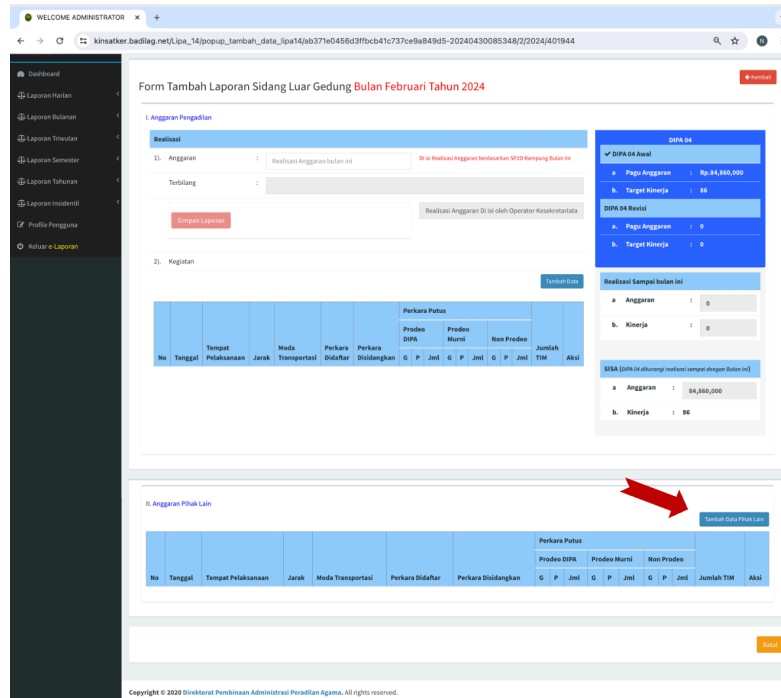 WELCOME ADMINISTRATOR
kinsatker.badilag.net/Lipa_14/popup_tambah_data_lipa14/ab371e0456d3ffbcb41c737ce9a849d5-20240430085348/2/2024/401944
N
Dashboard
Laporan Harian
Laporan Bulanan
Laporan Triwulan
Laporan Semester
Laporan Tahunan
Laporan Insidentil
Profile Pengguna
Keluar e-Laporan
Kembali
Form Tambah Laporan Sidang Luar Gedung Bulan Februari Tahun 2024
I. Anggaran Pengadilan
Realisasi
1). Anggaran : Realisasi Anggaran bulan ini
Di isi Realisasi Anggaran berdasarkan SP2D Rampung Bulan ini
Terbilang :
Simpan Laporan
Realisasi Anggaran Di isi oleh Operator Kesekretariata
2). Kegiatan
Tambah Data
Perkara Putus
Prodeo DIPA Prodeo Murni Non Prodeo
No Tanggal Tempat Pelaksanaan Jarak Moda Transportasi Perkara Didaftar Perkara Disidangkan G P Jml G P Jml G P Jml Jumlah TIM Aksi
DIPA 04
DIPA 04 Awal
a Pagu Anggaran : Rp.84,860,000
b. Target Kinerja : 86
DIPA 04 Revisi
a. Pagu Anggaran : 0
b. Target Kinerja : 0
Realisasi Sampai bulan ini
a Anggaran : 0
b. Kinerja : 0
SISA (DIPA 04 dikurangi realisasi sampai dengan Bulan ini)
a Anggaran : 84,860,000
b. Kinerja : 86
II. Anggaran Pihak Lain
Tambah Data Pihak Lain
Perkara Putus
Prodeo DIPA Prodeo Murni Non Prodeo
No Tanggal Tempat Pelaksanaan Jarak Moda Transportasi Perkara Didaftar Perkara Disidangkan G P Jml G P Jml G P Jml Jumlah TIM Aksi
Batal
Copyright © 2020 Direktorat Pembinaan Administrasi Peradilan Agama. All rights reserved.